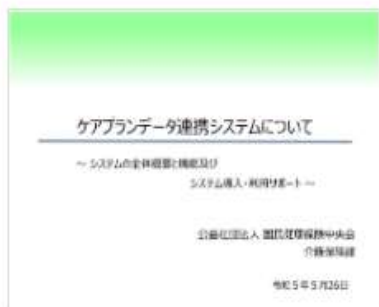 ケアプランデータ連携システムについて
～ システムの全体概要と機能及び
システム導入・利用サポート ～
公益社団法人 国民健康保険中央会
介護保険課
令和5年5月26日